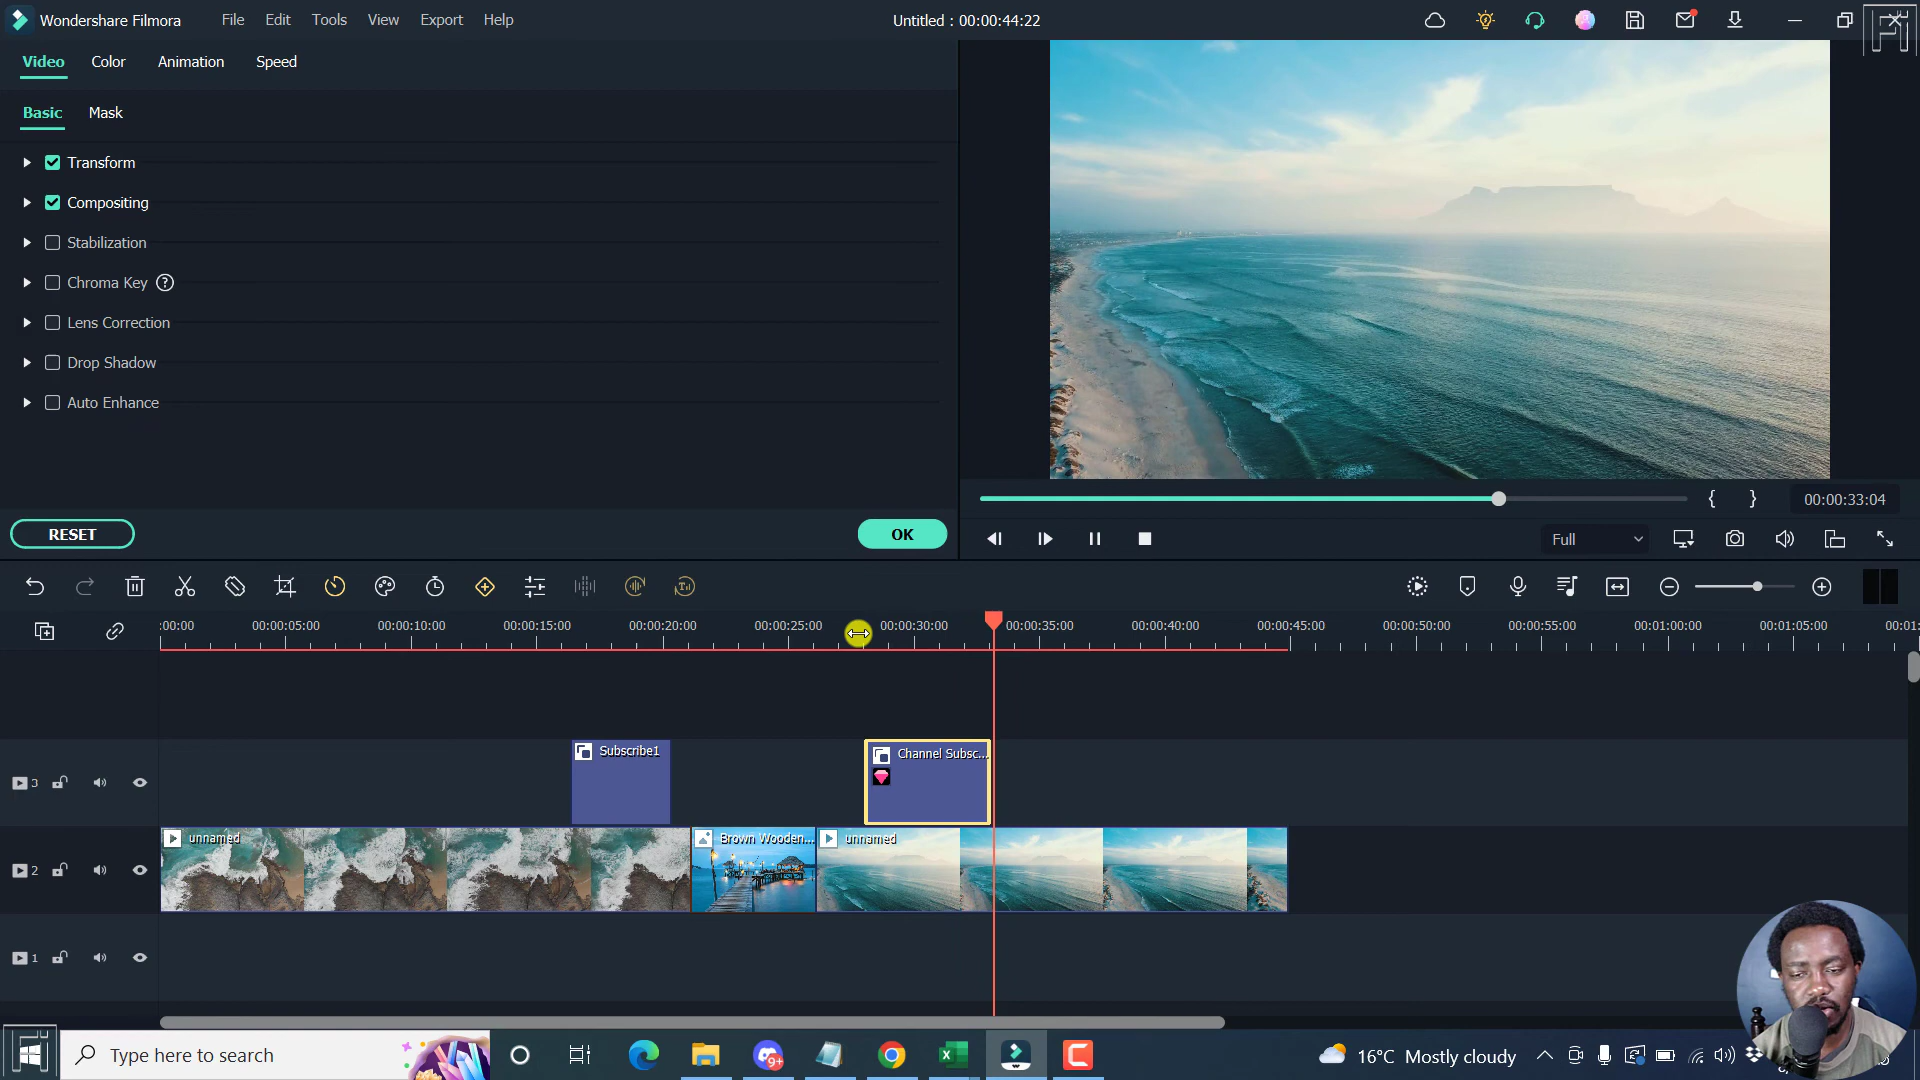 Wondershare Filmora File Edit Tools View Export Help Untitled : 00:00:44:22
Video Color Animation Speed
Basic Mask
Transform
Compositing
Stabilization
Chroma Key ?
Lens Correction
Drop Shadow
Auto Enhance
{ } 00:00:33:04
RESET OK
Full
:00:00 00:00:05:00 00:00:10:00 00:00:15:00 00:00:20:00 00:00:25:00 00:00:30:00 00:00:35:00 00:00:40:00 00:00:45:00 00:00:50:00 00:00:55:00 00:01:00:00 00:01:05:00 00:01:
Subscribe1 Channel Subsc...
3
unnamed Brown Wooden... unnamed
2
1
Type here to search 9+ 16°C Mostly cloudy